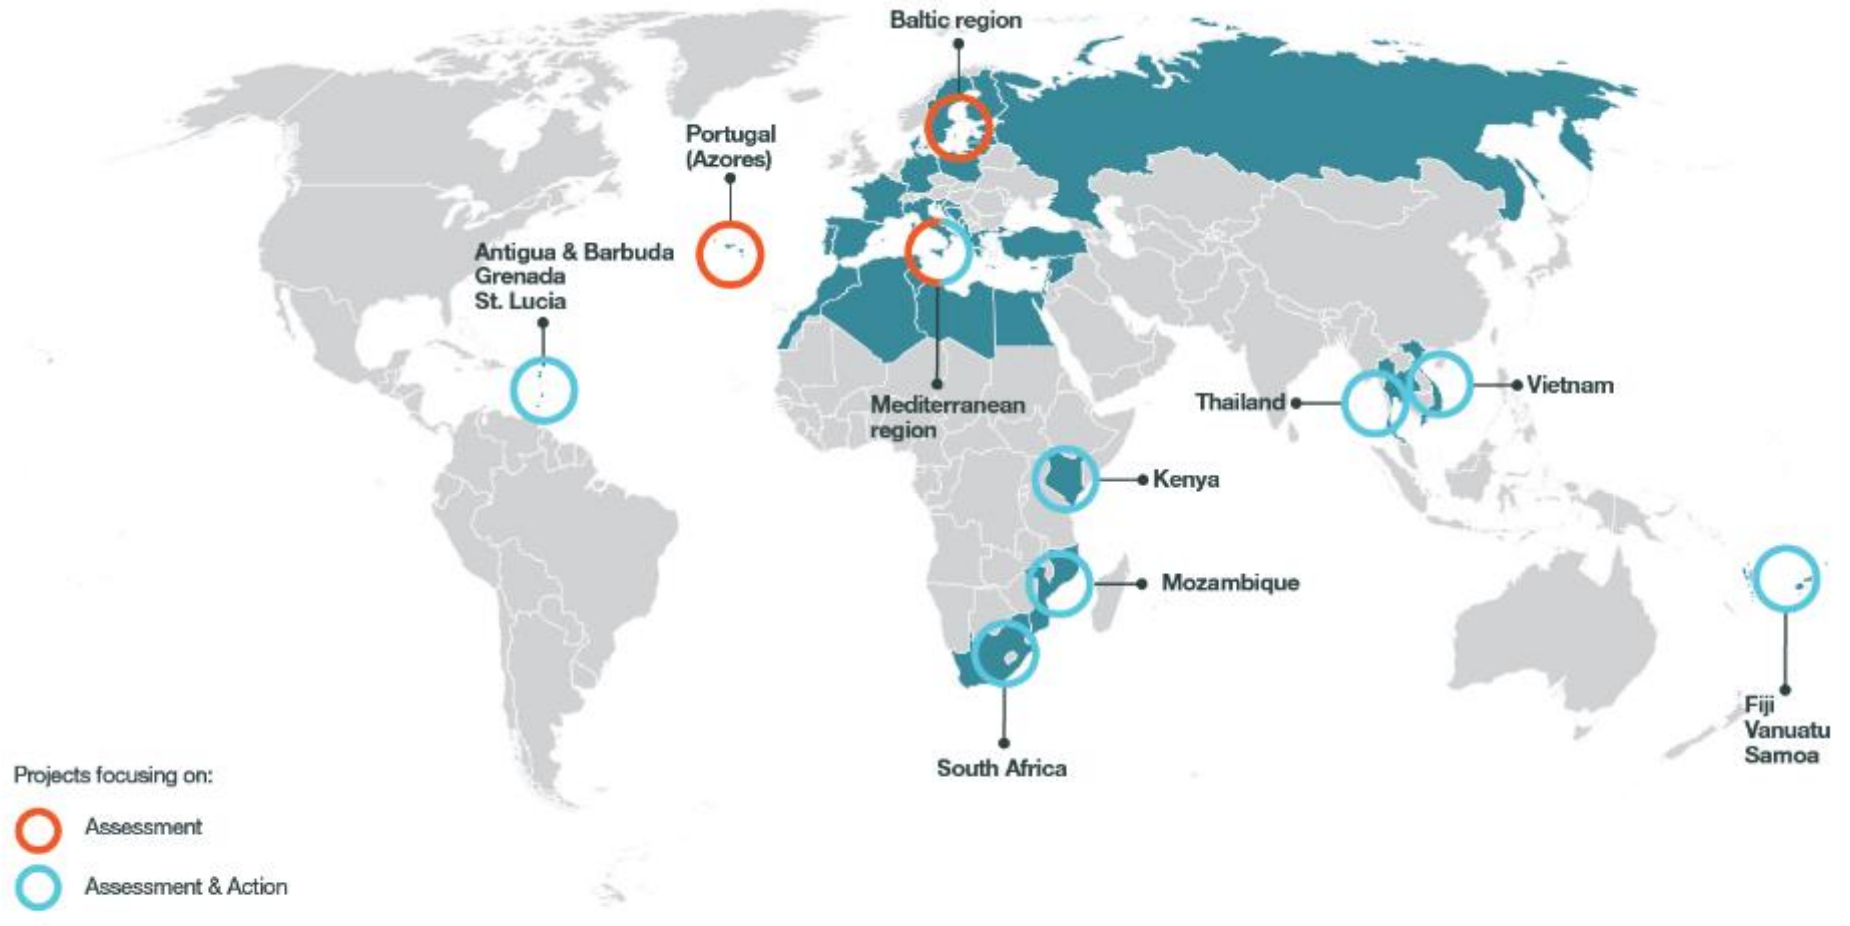 Baltic region
Portugal
(Azores)
Antigua & Barbuda
Grenada
St. Lucia
Mediterranean
region
Thailand
Vietnam
Kenya
Mozambique
South Africa
Fiji
Vanuatu
Samoa
Projects focusing on:
Assessment
Assessment & Action